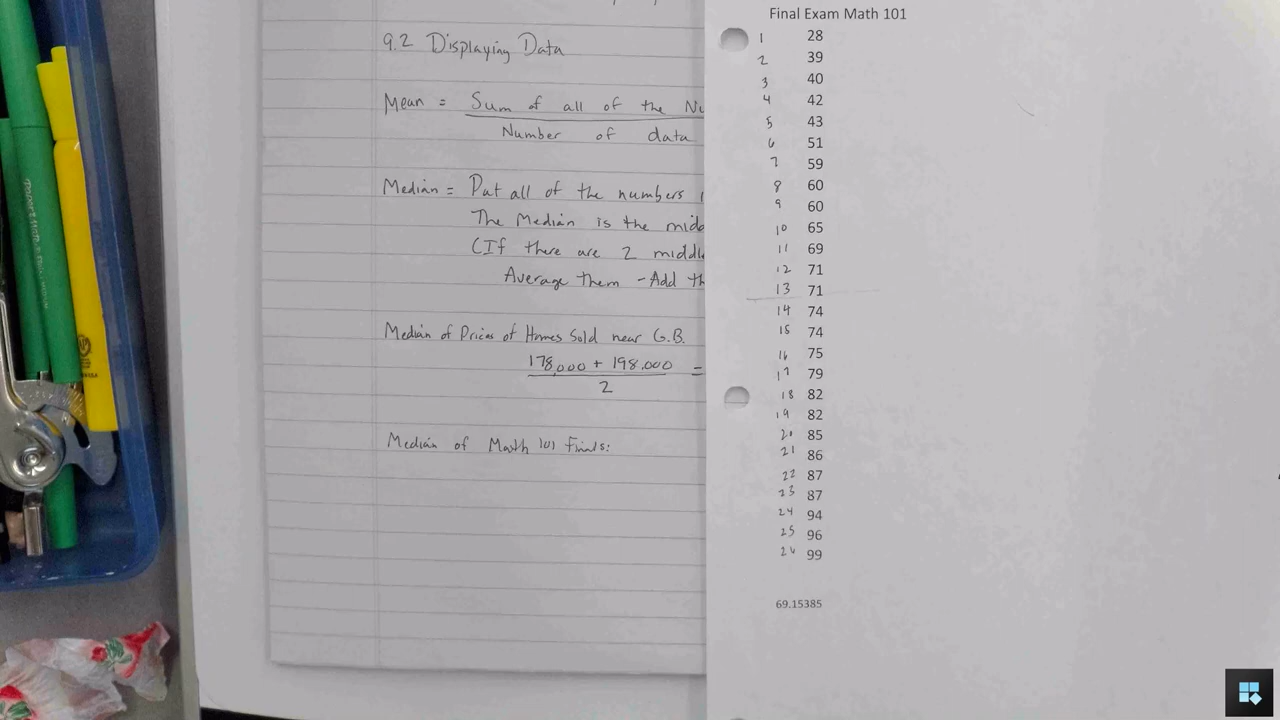 9.2 Displaying Data
Mean = Sum of all of the Nu
Number of data
Median = Put all of the numbers
The Median is the midd
(If there are 2 middl
Average them - Add th
Median of Prices of Homes Sold near G.B.
178,000 + 198,000 =
2
Median of Math 101 Finals:
Final Exam Math 101
1 28
2 39
3 40
4 42
5 43
6 51
7 59
8 60
9 60
10 65
11 69
12 71
13 71
14 74
15 74
16 75
17 79
18 82
19 82
20 85
21 86
22 87
23 87
24 94
25 96
26 99
69.15385